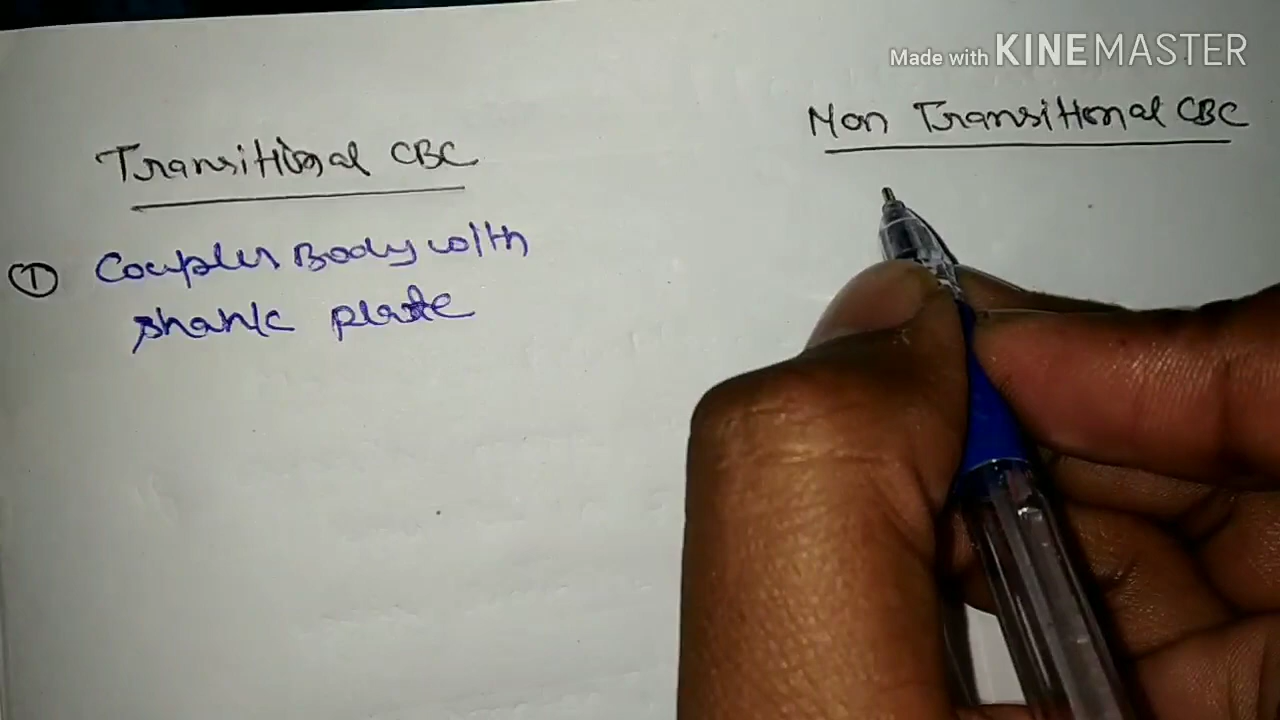 Made with KINEMASTER
Non Transitional CBC
Transitional CBC
① Coupler Body with
shank plate